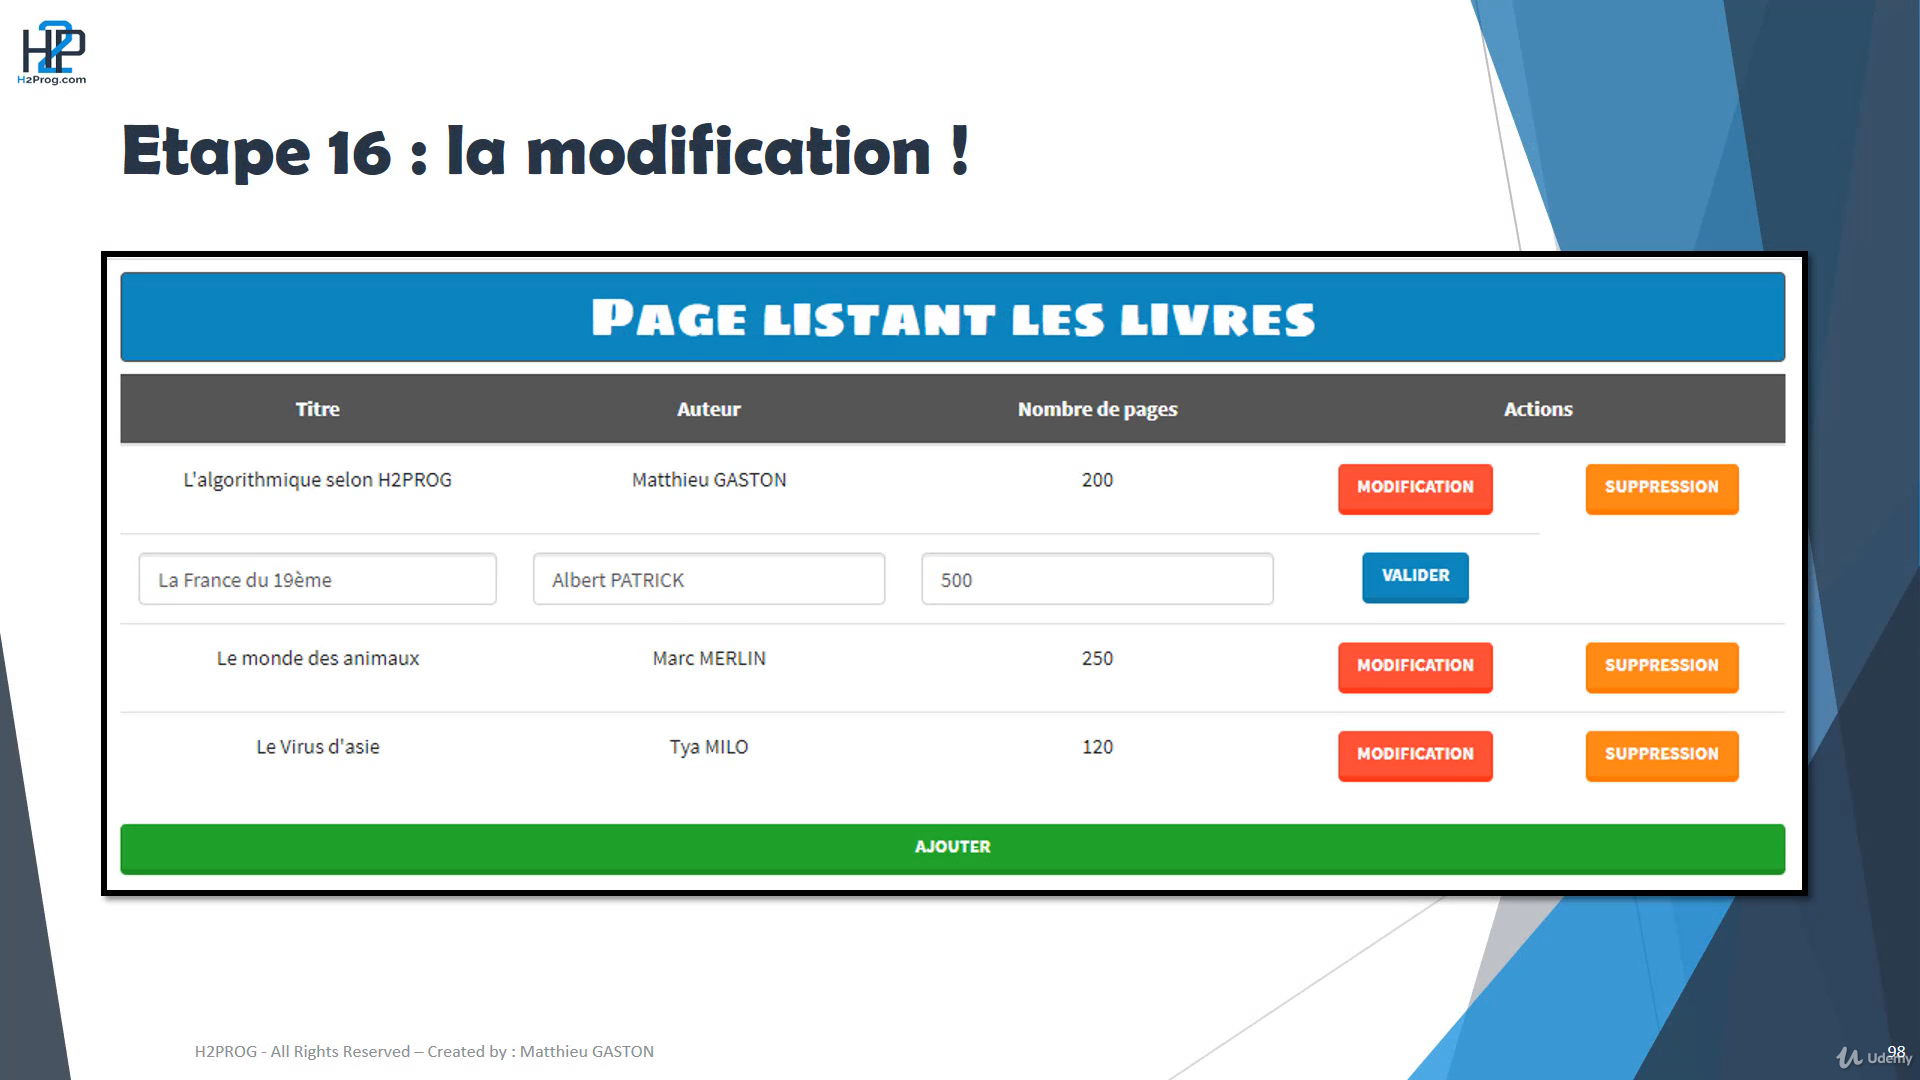 H2P
H2Prog.com
Etape 16 : la modification !
PAGE LISTANT LES LIVRES
Titre Auteur Nombre de pages Actions
L'algorithmique selon H2PROG Matthieu GASTON 200 MODIFICATION SUPPRESSION
La France du 19ème Albert PATRICK 500 VALIDER
Le monde des animaux Marc MERLIN 250 MODIFICATION SUPPRESSION
Le Virus d'asie Tya MILO 120 MODIFICATION SUPPRESSION
AJOUTER
H2PROG - All Rights Reserved – Created by : Matthieu GASTON
98
Udemy